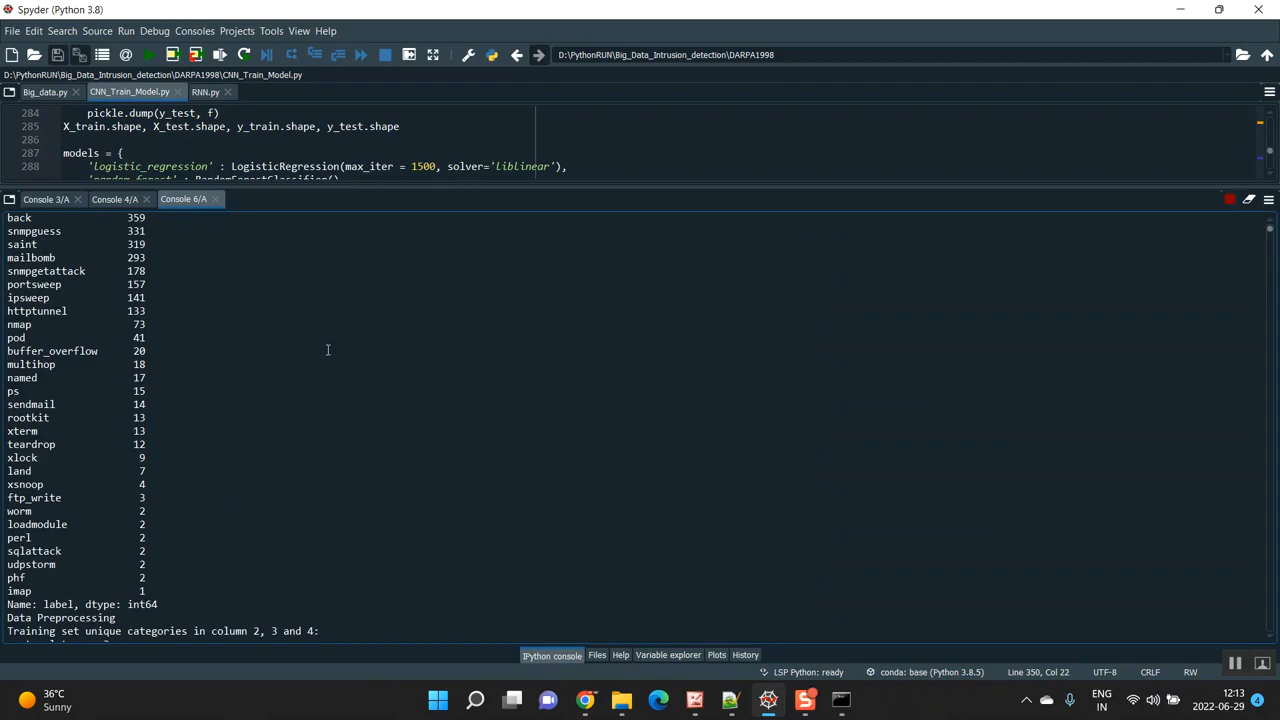 Spyder (Python 3.8)
File Edit Search Source Run Debug Consoles Projects Tools View Help
D:\PythonRUN\Big_Data_Intrusion_detection\DARPA1998
D:\PythonRUN\Big_Data_Intrusion_detection\DARPA1998\CNN_Train_Model.py
Big_data.py CNN_Train_Model.py RNN.py
284 pickle.dump(y_test, f)
285 X_train.shape, X_test.shape, y_train.shape, y_test.shape
286
287 models = {
288 'logistic_regression' : LogisticRegression(max_iter = 1500, solver='liblinear'),
'random_forest' : RandomForestClassifier()
Console 3/A Console 4/A Console 6/A
back 359
snmpguess 331
saint 319
mailbomb 293
snmpgetattack 178
portsweep 157
ipsweep 141
httptunnel 133
nmap 73
pod 41
buffer_overflow 20
multihop 18
named 17
ps 15
sendmail 14
rootkit 13
xterm 13
teardrop 12
xlock 9
land 7
xsnoop 4
ftp_write 3
worm 2
loadmodule 2
perl 2
sqlattack 2
udpstorm 2
phf 2
imap 1
Name: label, dtype: int64
Data Preprocessing
Training set unique categories in column 2, 3 and 4:
IPython console Files Help Variable explorer Plots History
LSP Python: ready conda: base (Python 3.8.5) Line 350, Col 22 UTF-8 CRLF RW
36°C
Sunny
ENG
IN
12:13
2022-06-29
4